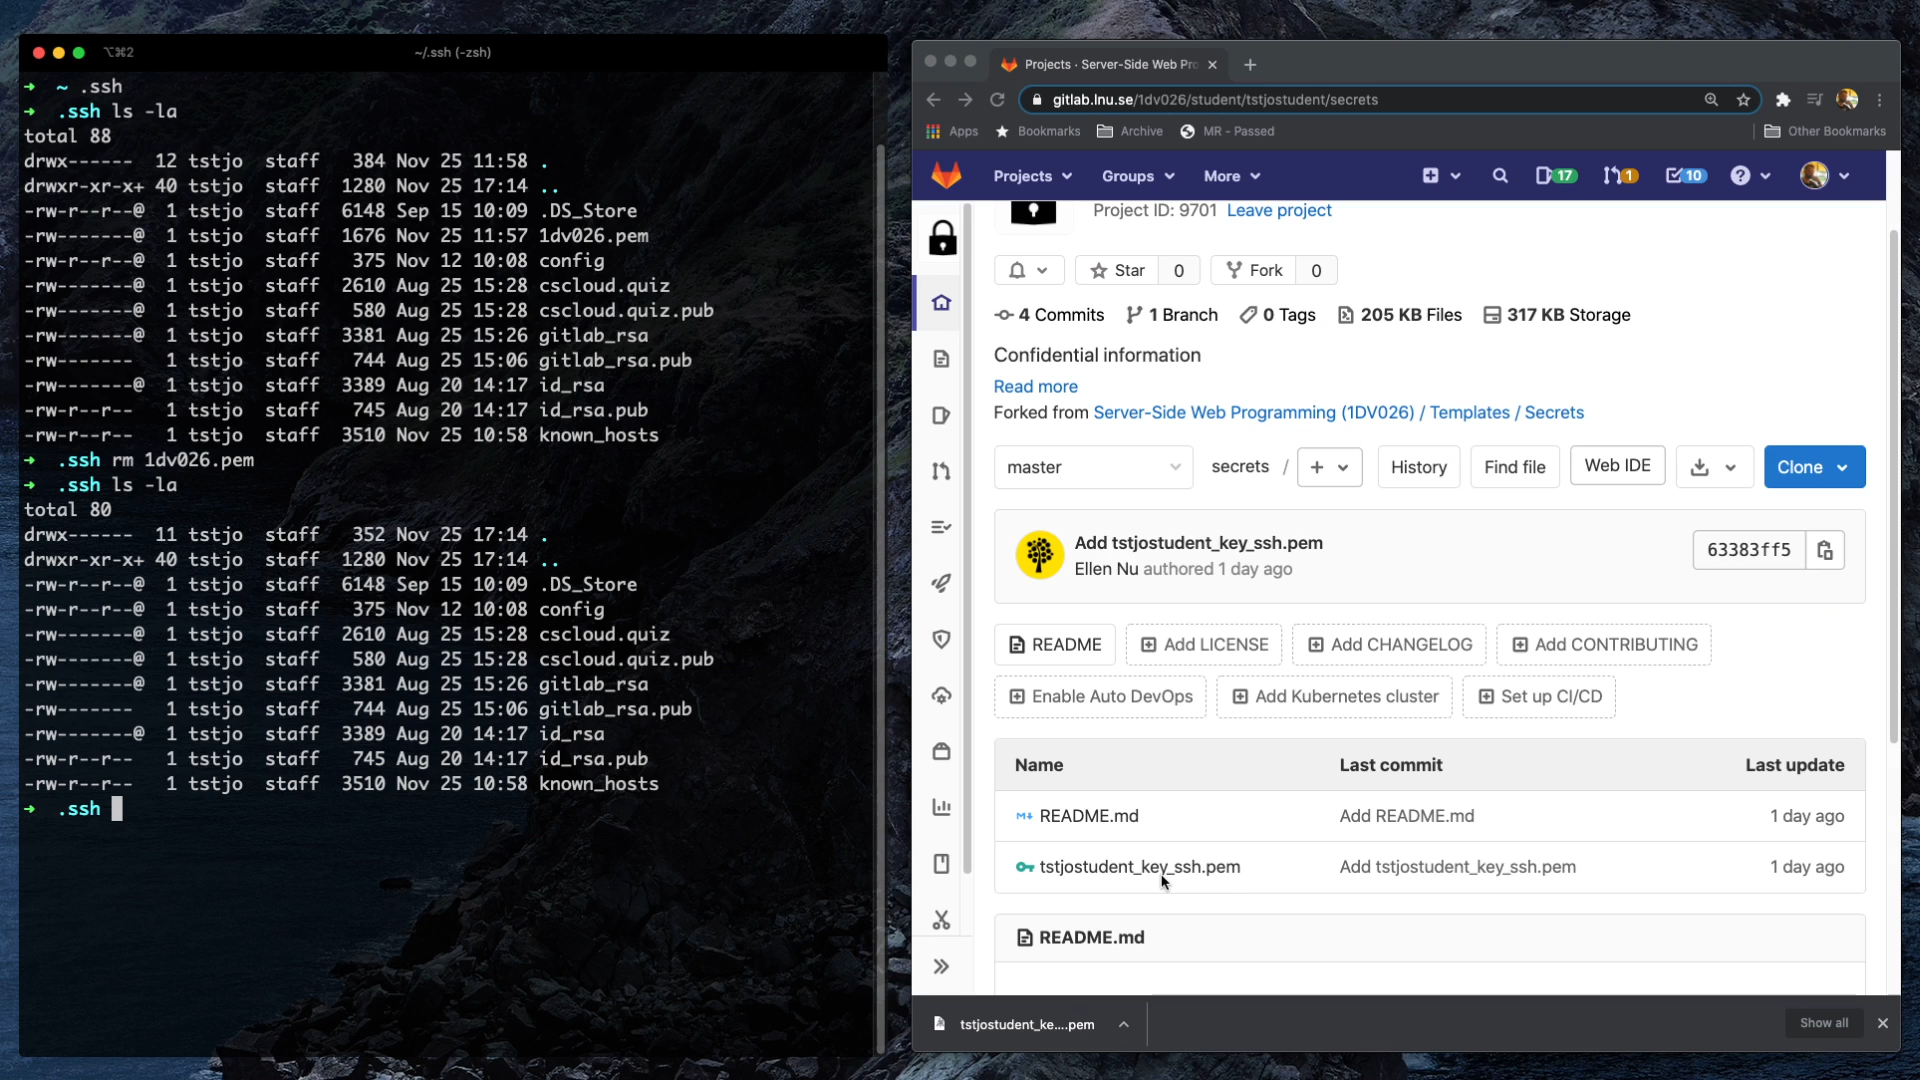 ⌥⌘2
~/.ssh (-zsh)
➜ ~ .ssh
➜ .ssh ls -la
total 88
drwx------ 12 tstjo staff 384 Nov 25 11:58 .
drwxr-xr-x+ 40 tstjo staff 1280 Nov 25 17:14 ..
-rw-r--r--@ 1 tstjo staff 6148 Sep 15 10:09 .DS_Store
-rw-------@ 1 tstjo staff 1676 Nov 25 11:57 1dv026.pem
-rw-r--r--@ 1 tstjo staff 375 Nov 12 10:08 config
-rw-------@ 1 tstjo staff 2610 Aug 25 15:28 cscloud.quiz
-rw-------@ 1 tstjo staff 580 Aug 25 15:28 cscloud.quiz.pub
-rw-------@ 1 tstjo staff 3381 Aug 25 15:26 gitlab_rsa
-rw------- 1 tstjo staff 744 Aug 25 15:06 gitlab_rsa.pub
-rw-------@ 1 tstjo staff 3389 Aug 20 14:17 id_rsa
-rw-r--r-- 1 tstjo staff 745 Aug 20 14:17 id_rsa.pub
-rw-r--r-- 1 tstjo staff 3510 Nov 25 10:58 known_hosts
➜ .ssh rm 1dv026.pem
➜ .ssh ls -la
total 80
drwx------ 11 tstjo staff 352 Nov 25 17:14 .
drwxr-xr-x+ 40 tstjo staff 1280 Nov 25 17:14 ..
-rw-r--r--@ 1 tstjo staff 6148 Sep 15 10:09 .DS_Store
-rw-r--r--@ 1 tstjo staff 375 Nov 12 10:08 config
-rw-------@ 1 tstjo staff 2610 Aug 25 15:28 cscloud.quiz
-rw-------@ 1 tstjo staff 580 Aug 25 15:28 cscloud.quiz.pub
-rw-------@ 1 tstjo staff 3381 Aug 25 15:26 gitlab_rsa
-rw------- 1 tstjo staff 744 Aug 25 15:06 gitlab_rsa.pub
-rw-------@ 1 tstjo staff 3389 Aug 20 14:17 id_rsa
-rw-r--r-- 1 tstjo staff 745 Aug 20 14:17 id_rsa.pub
-rw-r--r-- 1 tstjo staff 3510 Nov 25 10:58 known_hosts
➜ .ssh
Projects · Server-Side Web Pro
gitlab.lnu.se/1dv026/student/tstjostudent/secrets
Apps Bookmarks Archive MR - Passed Other Bookmarks
Projects Groups More 17 1 10
Project ID: 9701 Leave project
Star 0 Fork 0
4 Commits 1 Branch 0 Tags 205 KB Files 317 KB Storage
Confidential information
Read more
Forked from Server-Side Web Programming (1DV026) / Templates / Secrets
master secrets / + History Find file Web IDE Clone
Add tstjostudent_key_ssh.pem
63383ff5
Ellen Nu authored 1 day ago
README Add LICENSE Add CHANGELOG Add CONTRIBUTING
Enable Auto DevOps Add Kubernetes cluster Set up CI/CD
Name Last commit Last update
README.md Add README.md 1 day ago
tstjostudent_key_ssh.pem Add tstjostudent_key_ssh.pem 1 day ago
README.md
tstjostudent_ke....pem Show all